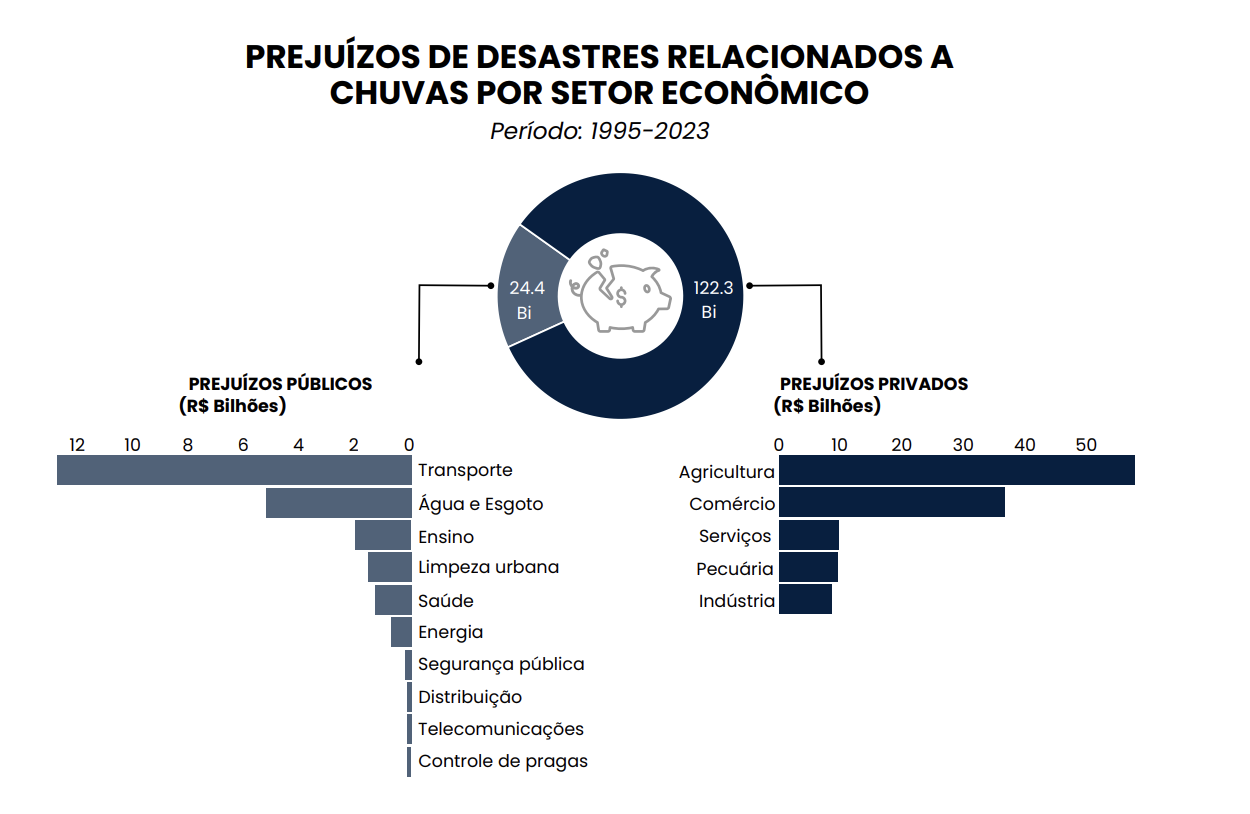 PREJUÍZOS DE DESASTRES RELACIONADOS A
CHUVAS POR SETOR ECONÔMICO
Período: 1995-2023
24.4
Bi
$
122.3
Bi
PREJUÍZOS PÚBLICOS
(R$ Bilhões)
12 10 8 6 4 2 0
Transporte
Água e Esgoto
Ensino
Limpeza urbana
Saúde
Energia
Segurança pública
Distribuição
Telecomunicações
Controle de pragas
PREJUÍZOS PRIVADOS
(R$ Bilhões)
0 10 20 30 40 50
Agricultura
Comércio
Serviços
Pecuária
Indústria